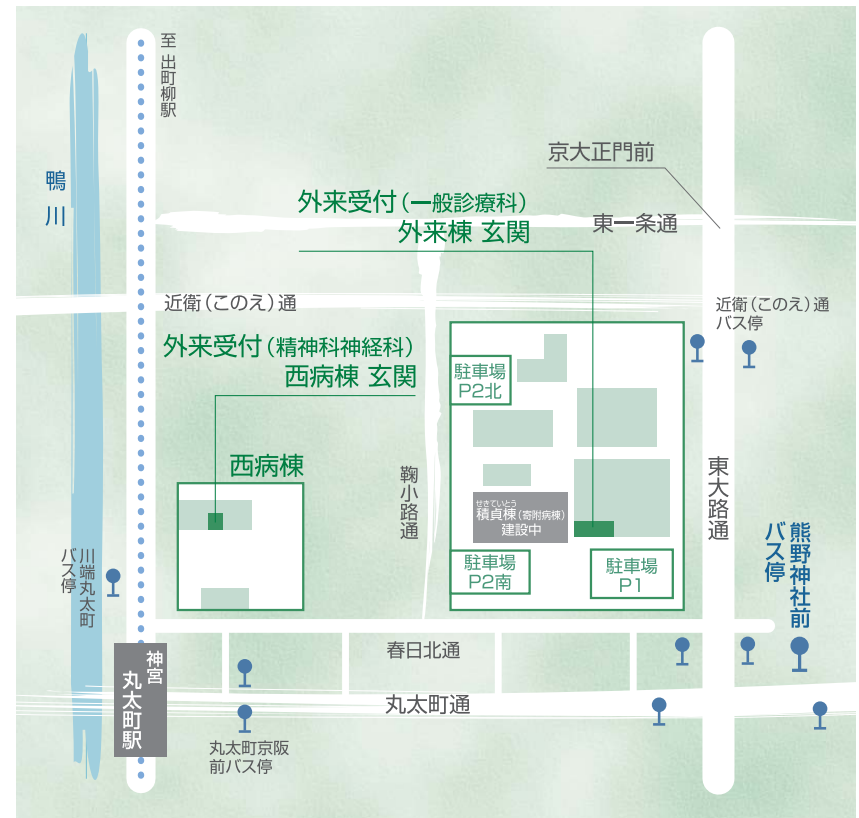 至 出町柳駅
鴨川
京大正門前
外来受付(一般診療科)
外来棟 玄関
東一条通
近衛(このえ)通
近衛(このえ)通
バス停
外来受付(精神科神経科)
西病棟 玄関
駐車場
P2北
西病棟
鞠小路通
東大路通
せきていとう
積貞棟(寄附病棟)
建設中
熊野神社前
バス停
川端丸太町
バス停
駐車場
P2南
駐車場
P1
春日北通
神宮
丸太町駅
丸太町通
丸太町京阪
前バス停